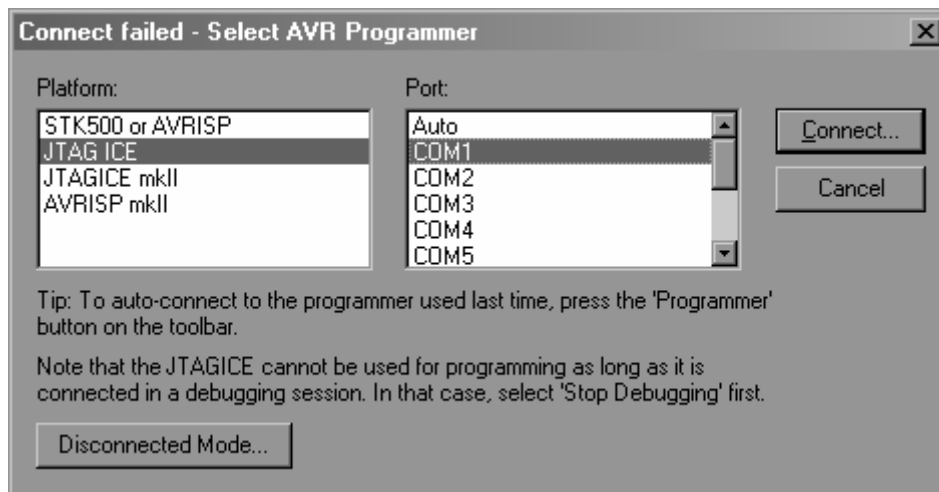 Connect failed - Select AVR Programmer
Platform:
STK500 or AVRISP
JTAG ICE
JTAGICE mkII
AVRISP mkII
Port:
Auto
COM1
COM2
COM3
COM4
COM5
Connect...
Cancel
Tip: To auto-connect to the programmer used last time, press the 'Programmer'
button on the toolbar.
Note that the JTAGICE cannot be used for programming as long as it is
connected in a debugging session. In that case, select 'Stop Debugging' first.
Disconnected Mode...